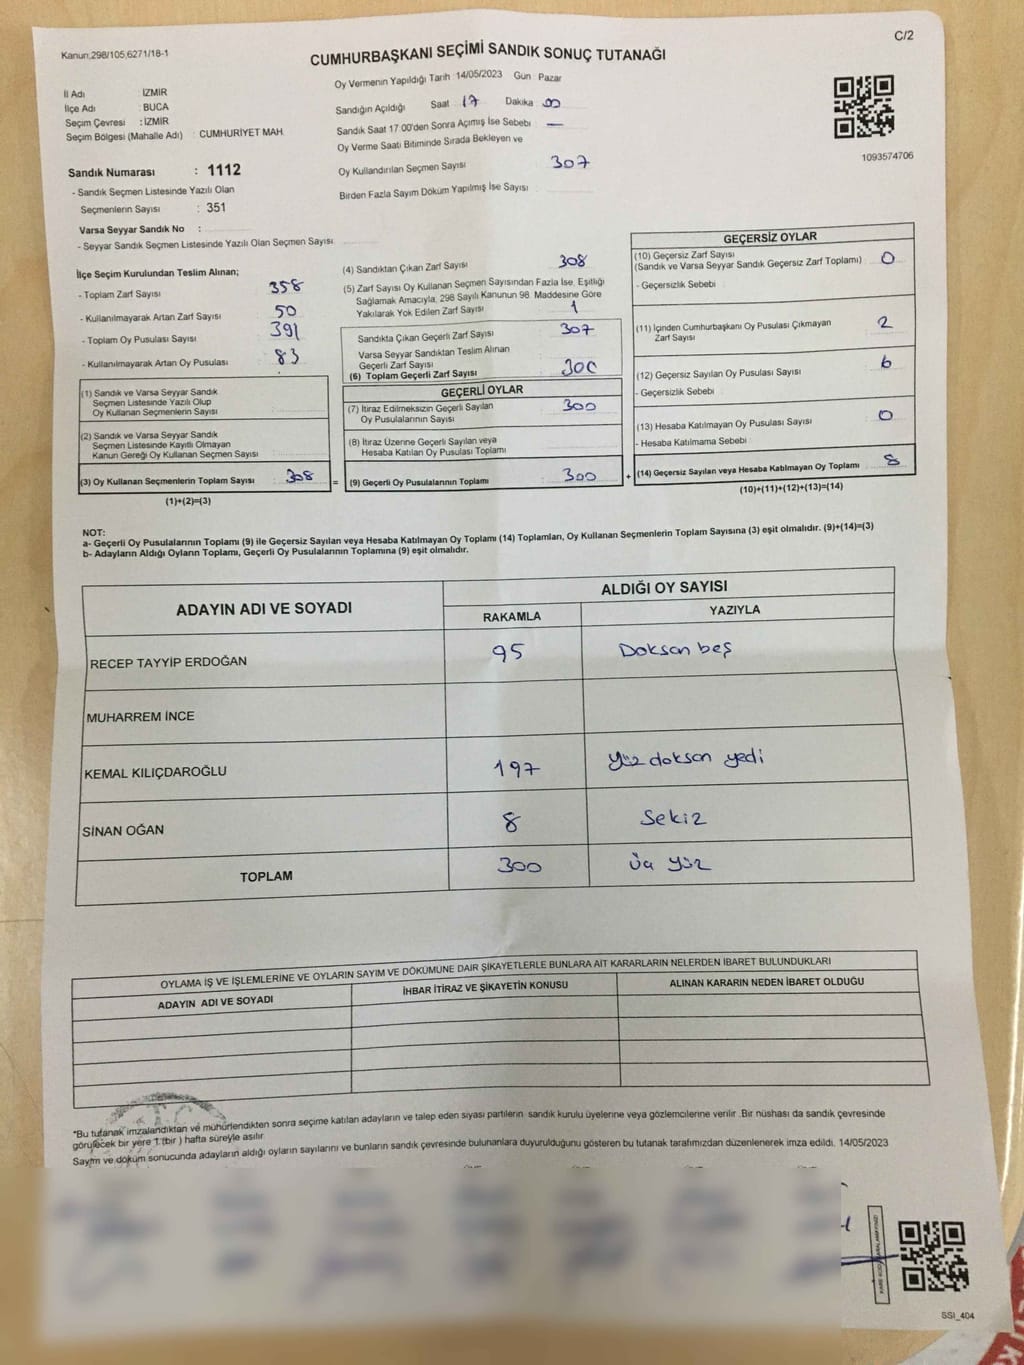 Kanun,298/105,6271/18-1
C/2
CUMHURBAŞKANI SEÇİMİ SANDIK SONUÇ TUTANAĞI
Oy Vermenin Yapıldığı Tarih 14/05/2023 Gün : Pazar
İl Adı : İZMİR
İlçe Adı : BUCA
Seçim Çevresi : İZMİR
Seçim Bölgesi (Mahalle Adı) : CUMHURİYET MAH.
Sandığın Açıldığı Saat 17 Dakika 00
Sandık Saat 17:00'den Sonra Açımış İse Sebebi : —
Oy Verme Saati Bitiminde Sırada Bekleyen ve
Oy Kullandırılan Seçmen Sayısı 307
Birden Fazla Sayım Döküm Yapılmış İse Sayısı :
1093574706
Sandık Numarası : 1112
- Sandık Seçmen Listesinde Yazılı Olan
Seçmenlerin Sayısı : 351
Varsa Seyyar Sandık No :
- Seyyar Sandık Seçmen Listesinde Yazılı Olan Seçmen Sayısı
İlçe Seçim Kurulundan Teslim Alınan;
- Toplam Zarf Sayısı : 358
- Kullanılmayarak Artan Zarf Sayısı : 50
- Toplam Oy Pusulası Sayısı : 391
- Kullanılmayarak Artan Oy Pusulası : 83
(1) Sandık ve Varsa Seyyar Sandık
Seçmen Listesinde Yazılı Olup
Oy Kullanan Seçmenlerin Sayısı
(2) Sandık ve Varsa Seyyar Sandık
Seçmen Listesinde Kayıtlı Olmayan
Kanun Gereği Oy Kullanan Seçmen Sayısı :
(3) Oy Kullanan Seçmenlerin Toplam Sayısı : 308
(1)+(2)=(3)
(4) Sandıktan Çıkan Zarf Sayısı 308
(5) Zarf Sayısı Oy Kullanan Seçmen Sayısından Fazla İse, Eşitliği
Sağlamak Amacıyla, 298 Sayılı Kanunun 98. Maddesine Göre
Yakılarak Yok Edilen Zarf Sayısı : 1
Sandıkta Çıkan Geçerli Zarf Sayısı : 307
Varsa Seyyar Sandıktan Teslim Alınan
Geçerli Zarf Sayısı
(6) Toplam Geçerli Zarf Sayısı : 300
GEÇERLİ OYLAR
(7) İtiraz Edilmeksizin Geçerli Sayılan
Oy Pusulalarının Sayısı : 300
(8) İtiraz Üzerine Geçerli Sayılan veya
Hesaba Katılan Oy Pusulası Toplamı
= (9) Geçerli Oy Pusulalarının Toplamı : 300
GEÇERSİZ OYLAR
(10) Geçersiz Zarf Sayısı
(Sandık ve Varsa Seyyar Sandık Geçersiz Zarf Toplamı) : 0
- Geçersizlik Sebebi :
(11) İçinden Cumhurbaşkanı Oy Pusulası Çıkmayan
Zarf Sayısı : 2
(12) Geçersiz Sayılan Oy Pusulası Sayısı : 6
- Geçersizlik Sebebi :
(13) Hesaba Katılmayan Oy Pusulası Sayısı : 0
- Hesaba Katılmama Sebebi :
+ (14) Geçersiz Sayılan veya Hesaba Katılmayan Oy Toplamı : 8
(10)+(11)+(12)+(13)=(14)
NOT:
a- Geçerli Oy Pusulalarının Toplamı (9) ile Geçersiz Sayılan veya Hesaba Katılmayan Oy Toplamı (14) Toplamları, Oy Kullanan Seçmenlerin Toplam Sayısına (3) eşit olmalıdır. (9)+(14)=(3)
b- Adayların Aldığı Oyların Toplamı, Geçerli Oy Pusulalarının Toplamına (9) eşit olmalıdır.
ADAYIN ADI VE SOYADI
ALDIĞI OY SAYISI
RAKAMLA YAZIYLA
RECEP TAYYİP ERDOĞAN 95 Doksan beş
MUHARREM İNCE
KEMAL KILIÇDAROĞLU 197 Yüz doksan yedi
SİNAN OĞAN 8 Sekiz
TOPLAM 300 Üç yüz
OYLAMA İŞ VE İŞLEMLERİNE VE OYLARIN SAYIM VE DÖKÜMÜNE DAİR ŞİKAYETLERLE BUNLARA AİT KARARLARIN NELERDEN İBARET BULUNDUKLARI
ADAYIN ADI VE SOYADI İHBAR İTİRAZ VE ŞİKAYETİN KONUSU ALINAN KARARIN NEDEN İBARET OLDUĞU
*Bu tutanak imzalandıktan ve mühürlendikten sonra seçime katılan adayların ve talep eden siyasi partilerin sandık kurulu üyelerine veya gözlemcilerine verilir .Bir nüshası da sandık çevresinde
görülecek bir yere 1 (bir ) hafta süreyle asılır.
Sayım ve döküm sonucunda adayların aldığı oyların sayılarını ve bunların sandık çevresinde bulunanlara duyurulduğunu gösteren bu tutanak tarafımızdan düzenlenerek imza edildi. 14/05/2023
SSI_404